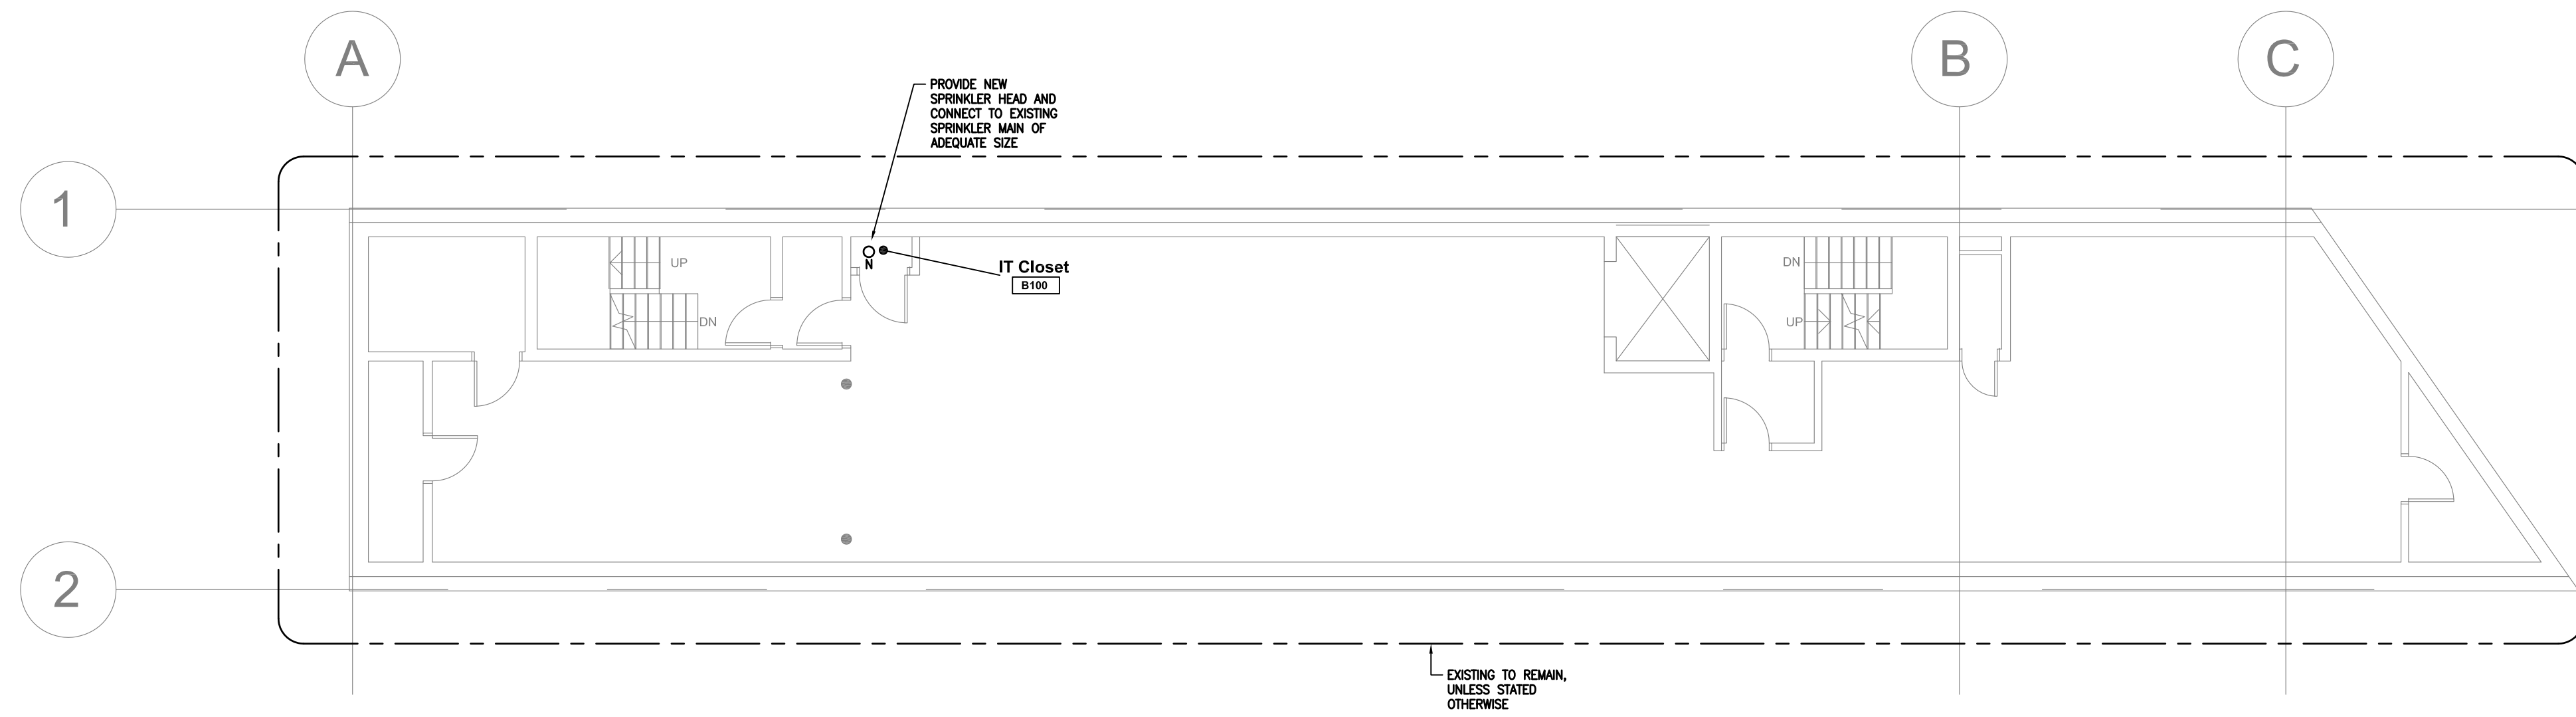 A
B
C
PROVIDE NEW
SPRINKLER HEAD AND
CONNECT TO EXISTING
SPRINKLER MAIN OF
ADEQUATE SIZE
1
UP
N
IT Closet
B100
DN
DN
UP
2
EXISTING TO REMAIN,
UNLESS STATED
OTHERWISE